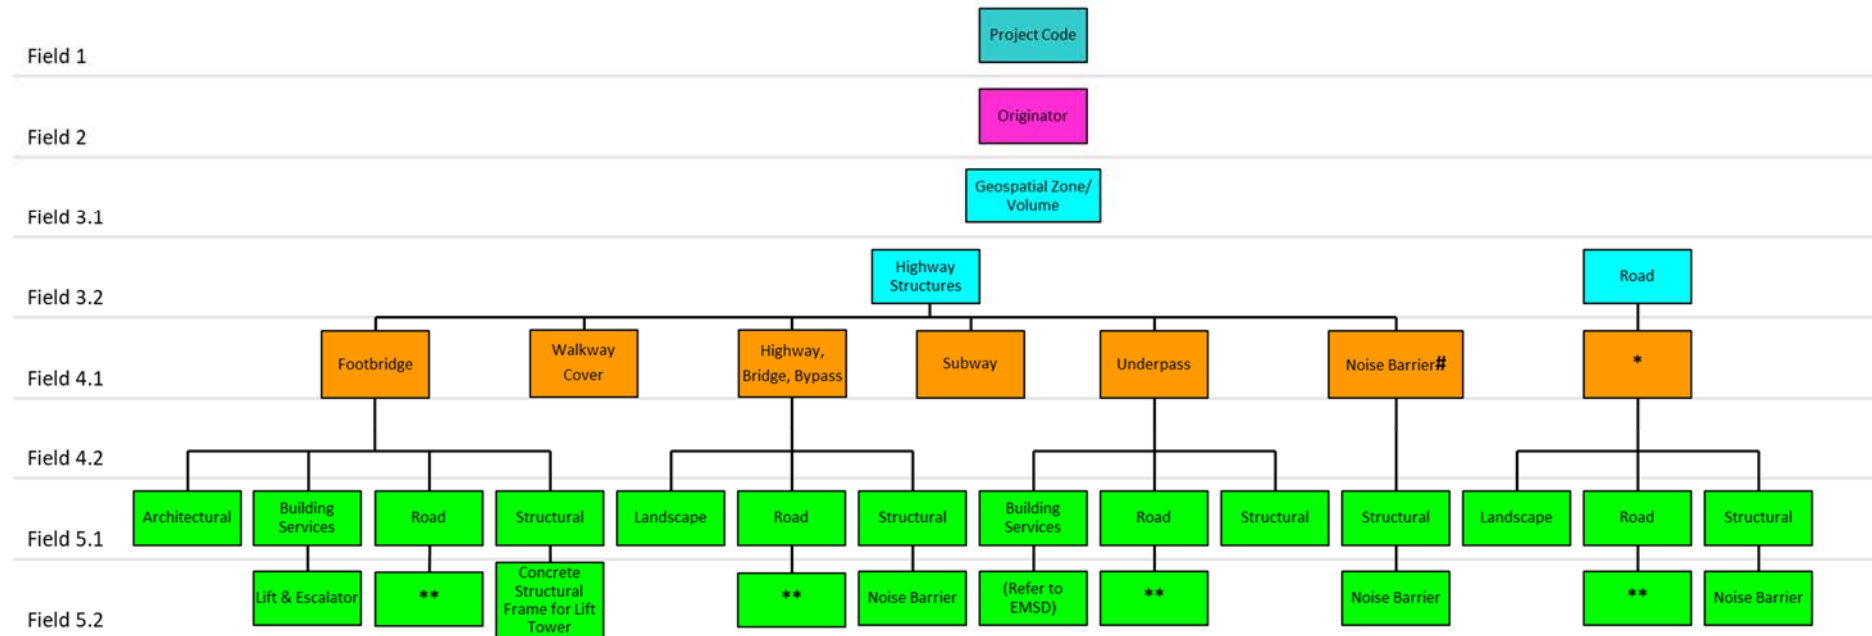 Project Code
Field 1
Originator
Field 2
Geospatial Zone/
Volume
Field 3.1
Highway
Structures
Road
Field 3.2
Footbridge
Walkway
Cover
Highway,
Bridge, Bypass
Subway
Underpass
Noise Barrier#
*
Field 4.1
Field 4.2
Architectural
Building
Services
Road
Structural
Landscape
Road
Structural
Building
Services
Road
Structural
Structural
Landscape
Road
Structural
Field 5.1
Lift & Escalator
**
Concrete
Structural
Frame for Lift
Tower
**
Noise Barrier
(Refer to
EMSD)
**
Noise Barrier
**
Noise Barrier
Field 5.2